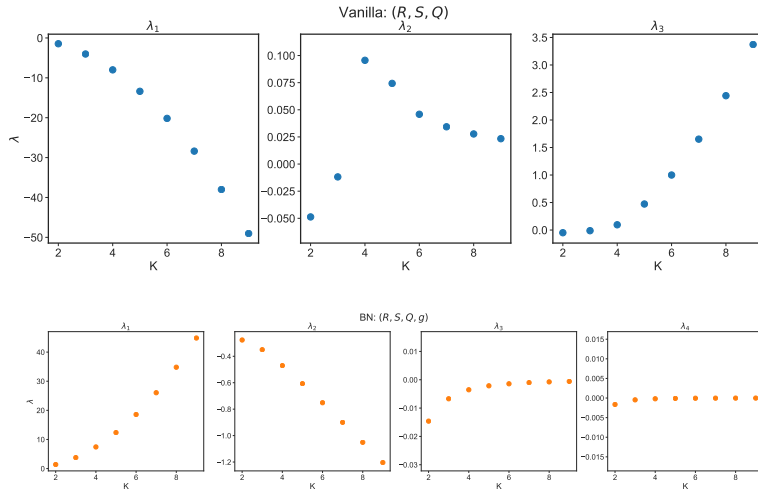 Vanilla: (R, S, Q)
λ₁
λ₂
λ₃
0
−10
−20
−30
−40
−50
0.100
0.075
0.050
0.025
0.000
−0.025
−0.050
3.5
3.0
2.5
2.0
1.5
1.0
0.5
0.0
λ
2 4 6 8
2 4 6 8
2 4 6 8
K
K
K
BN: (R, S, Q, g)
λ₁
λ₂
λ₃
λ₄
40
30
20
10
0
−0.4
−0.6
−0.8
−1.0
−1.2
0.01
0.00
−0.01
−0.02
−0.03
0.015
0.010
0.005
0.000
−0.005
−0.010
−0.015
λ
2 4 6 8
2 4 6 8
2 4 6 8
2 4 6 8
K
K
K
K